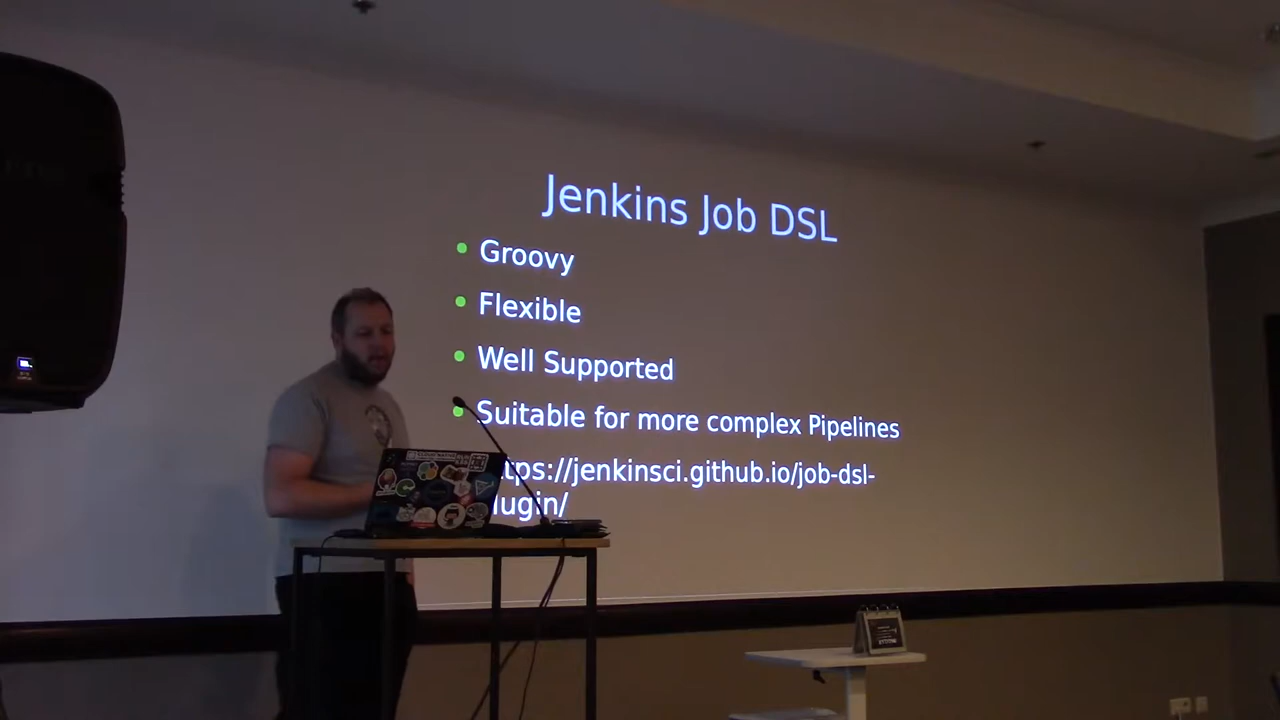 Jenkins Job DSL
Groovy
Flexible
Well Supported
Suitable for more complex Pipelines
tps://jenkinsci.github.io/job-dsl-
lugin/